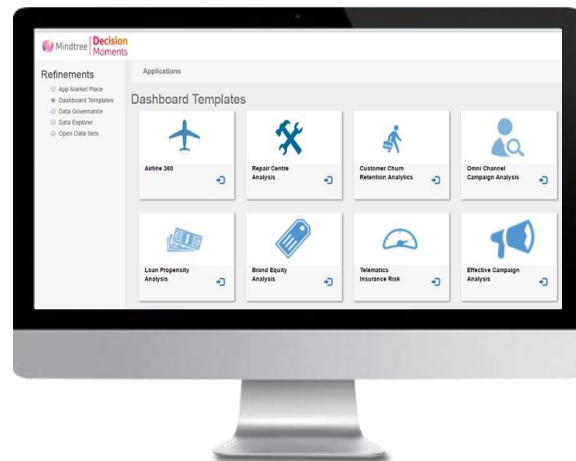 Mindtree Decision
Moments
Refinements
App Market Place
Dashboard Templates
Data Governance
Data Explorer
Open Data Sets
Applications
Dashboard Templates
Airline 360
Repair Centre
Analysis
Customer Churn
Retention Analytics
Omni Channel
Campaign Analysis
Loan Propensity
Analysis
Brand Equity
Analysis
Telematics
Insurance Risk
Effective Campaign
Analysis